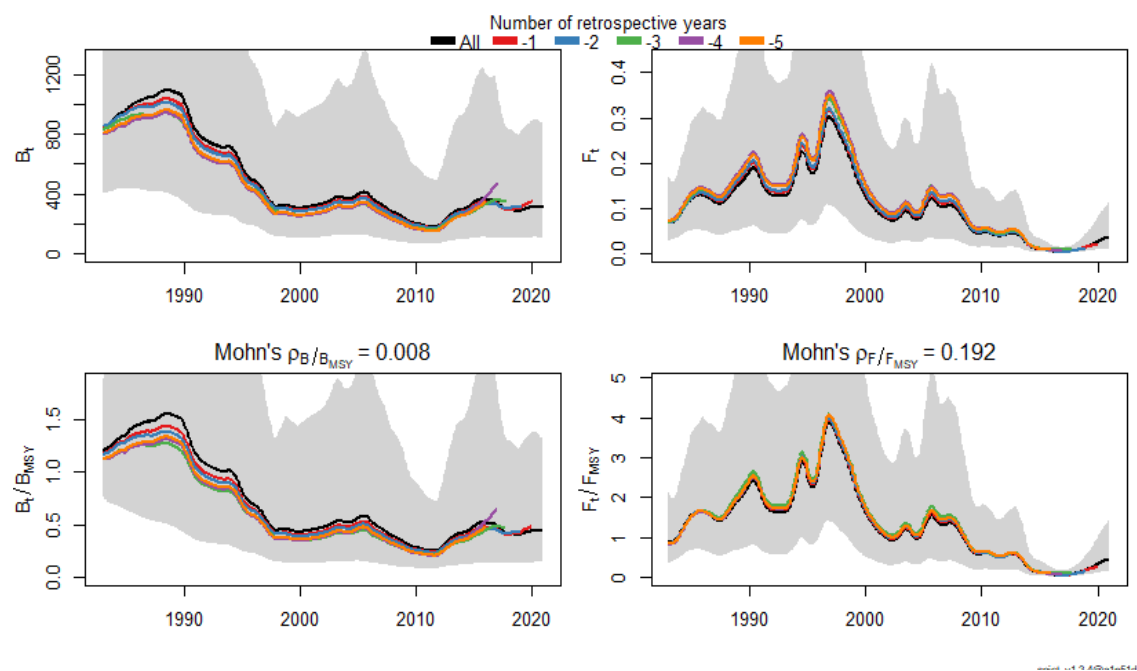 Number of retrospective years
All -1 -2 -3 -4 -5
1200
800
400
0
Bt
1990 2000 2010 2020
0.4
0.3
0.2
0.1
0.0
Ft
1990 2000 2010 2020
Mohn's ρB/BMSY = 0.008
1.5
1.0
0.5
0.0
Bt/BMSY
1990 2000 2010 2020
Mohn's ρF/FMSY = 0.192
5
4
3
2
1
0
Ft/FMSY
1990 2000 2010 2020